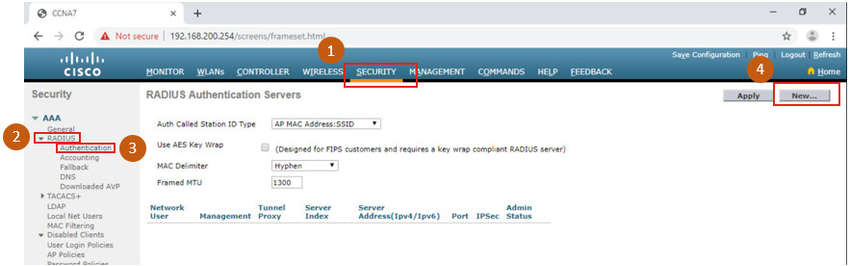 CCNA7
Not secure | 192.168.200.254/screens/frameset.html
1
Save Configuration | Ping | Logout | Refresh
CISCO
MONITOR WLANs CONTROLLER WIRELESS SECURITY MANAGEMENT COMMANDS HELP FEEDBACK
4
Home
Security
RADIUS Authentication Servers
Apply
New...
AAA
General
2
RADIUS
Authentication
3
Accounting
Fallback
DNS
Downloaded AVP
TACACS+
LDAP
Local Net Users
MAC Filtering
Disabled Clients
User Login Policies
AP Policies
Password Policies
Auth Called Station ID Type AP MAC Address:SSID
Use AES Key Wrap (Designed for FIPS customers and requires a key wrap compliant RADIUS server)
MAC Delimiter Hyphen
Framed MTU 1300
Network User
Management
Tunnel Proxy
Server Index
Server Address(Ipv4/Ipv6)
Port
IPSec
Admin Status